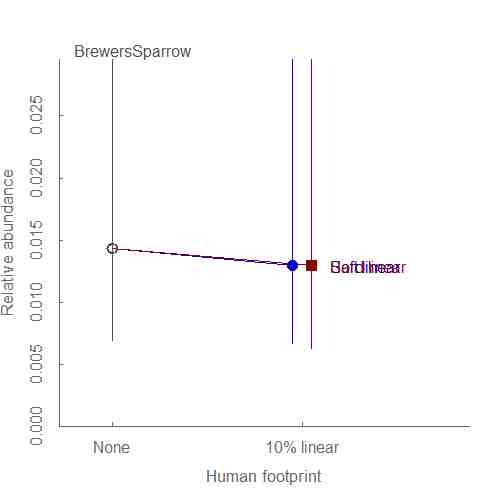 BrewersSparrow
Relative abundance
0.025
0.020
0.015
0.010
0.005
0.000
None
10% linear
Human footprint